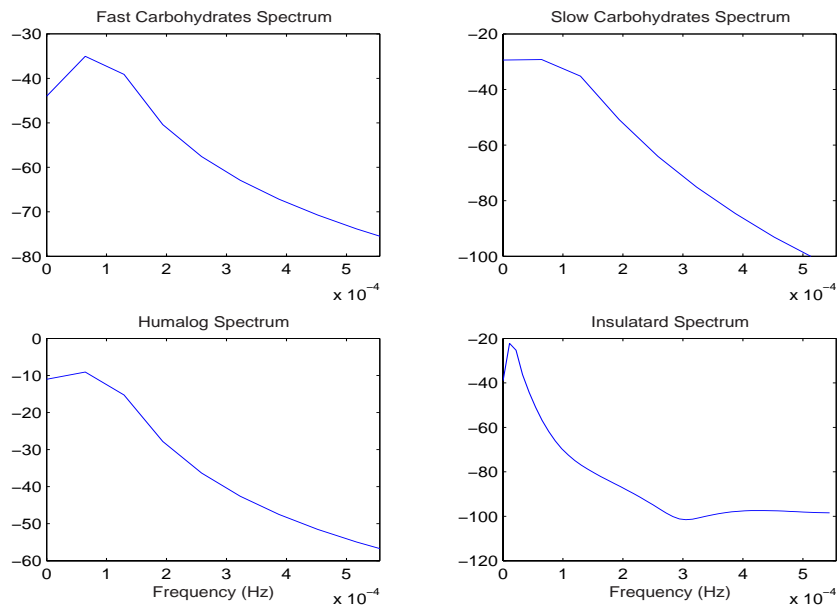 Fast Carbohydrates Spectrum
−30
−40
−50
−60
−70
−80
0 1 2 3 4 5
x 10⁻⁴
Slow Carbohydrates Spectrum
−20
−40
−60
−80
−100
0 1 2 3 4 5
x 10⁻⁴
Humalog Spectrum
0
−10
−20
−30
−40
−50
−60
0 1 2 3 4 5
Frequency (Hz)
x 10⁻⁴
Insulatard Spectrum
−20
−40
−60
−80
−100
−120
0 1 2 3 4 5
Frequency (Hz)
x 10⁻⁴